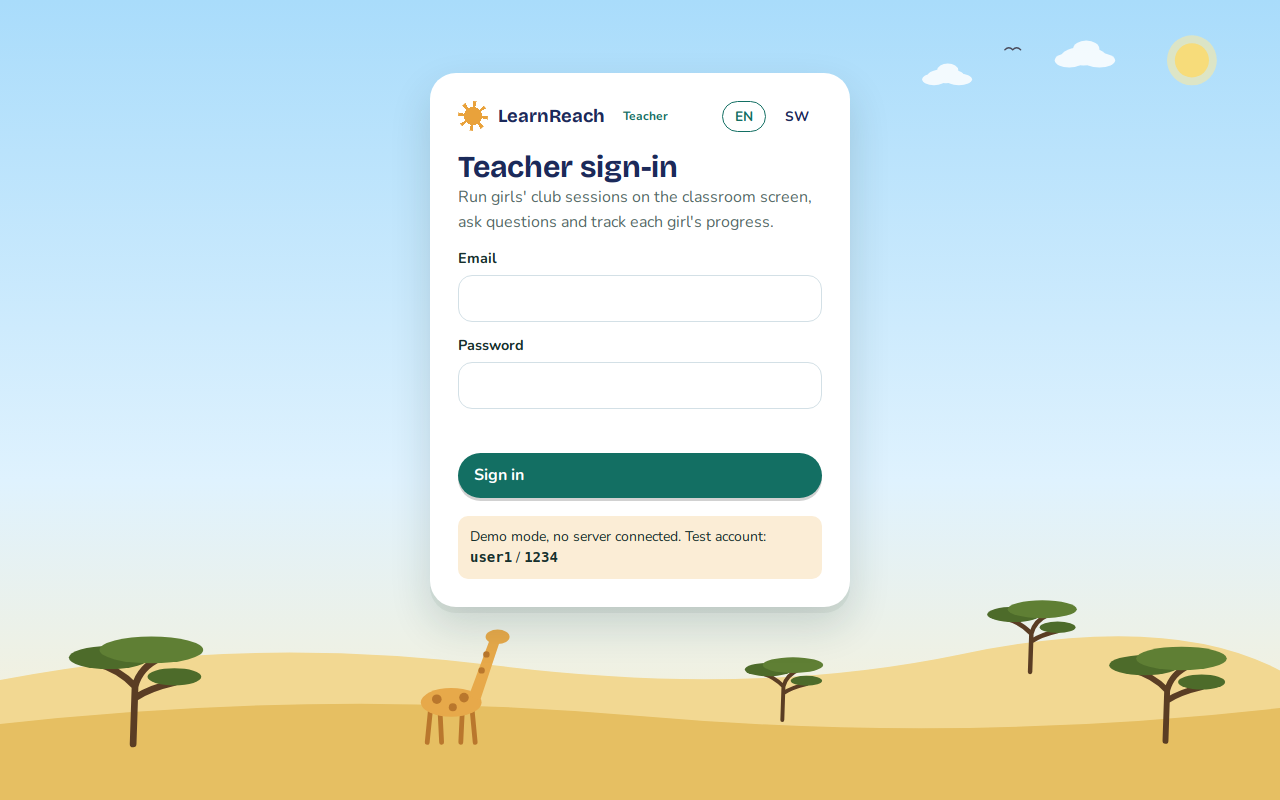 LearnReach Teacher EN SW
Teacher sign-in
Run girls' club sessions on the classroom screen,
ask questions and track each girl's progress.
Email
Password
Sign in
Demo mode, no server connected. Test account:
user1 / 1234